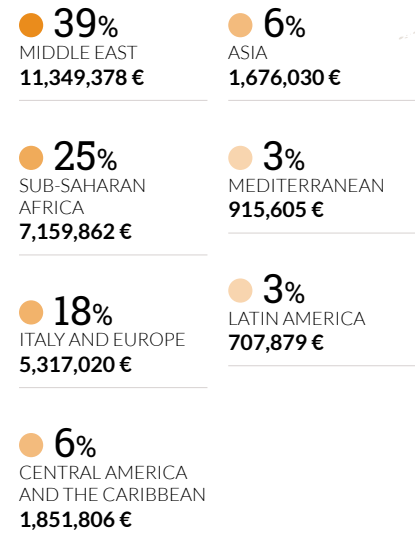 39%
MIDDLE EAST
11,349,378 €
25%
SUB-SAHARAN
AFRICA
7,159,862 €
18%
ITALY AND EUROPE
5,317,020 €
6%
CENTRAL AMERICA
AND THE CARIBBEAN
1,851,806 €
6%
ASIA
1,676,030 €
3%
MEDITERRANEAN
915,605 €
3%
LATIN AMERICA
707,879 €